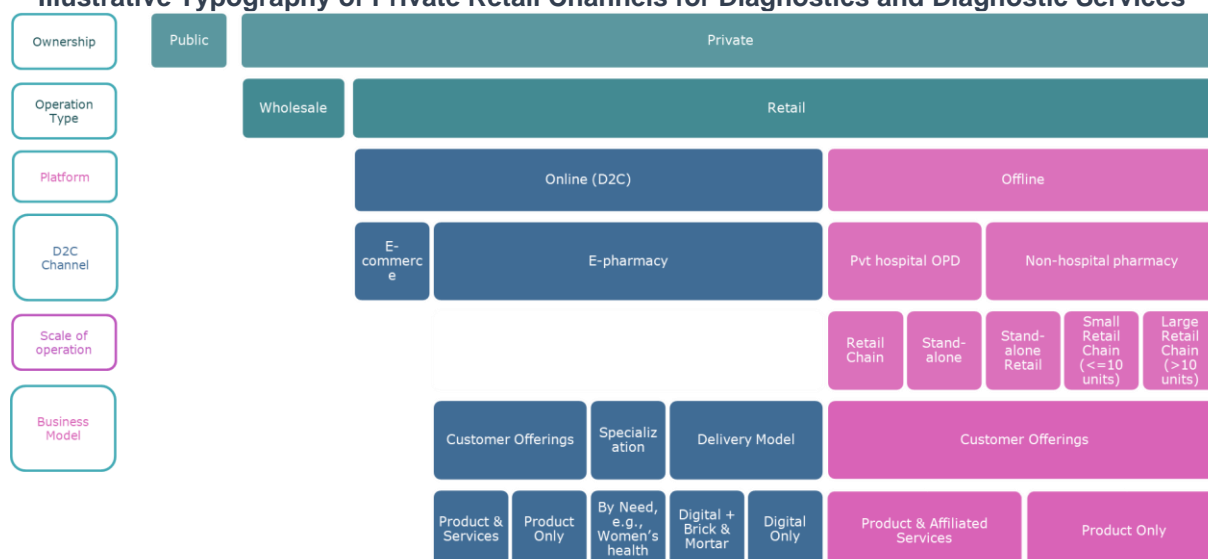 Illustrative Typography of Private Retail Channels for Diagnostics and Diagnostic Services
Ownership
Public
Private
Operation
Type
Wholesale
Retail
Platform
Online (D2C)
Offline
D2C
Channel
E-
commerc
e
E-pharmacy
Pvt hospital OPD
Non-hospital pharmacy
Scale of
operation
Retail
Chain
Stand-
alone
Stand-
alone
Retail
Small
Retail
Chain
(<=10
units)
Large
Retail
Chain
(>10
units)
Business
Model
Customer Offerings
Specializ
ation
Delivery Model
Customer Offerings
Product &
Services
Product
Only
By Need,
e.g.,
Women's
health
Digital +
Brick &
Mortar
Digital
Only
Product & Affiliated
Services
Product Only